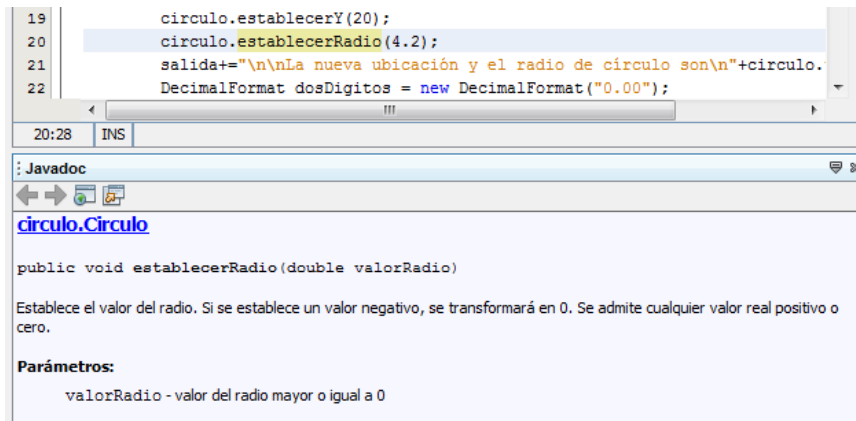 19 circulo.establecerY(20);
20 circulo.establecerRadio(4.2);
21 salida+="\n\nLa nueva ubicación y el radio de círculo son\n"+circulo.
22 DecimalFormat dosDigitos = new DecimalFormat("0.00");
20:28 INS
Javadoc
circulo.Circulo
public void establecerRadio(double valorRadio)
Establece el valor del radio. Si se establece un valor negativo, se transformará en 0. Se admite cualquier valor real positivo o
cero.
Parámetros:
valorRadio - valor del radio mayor o igual a 0